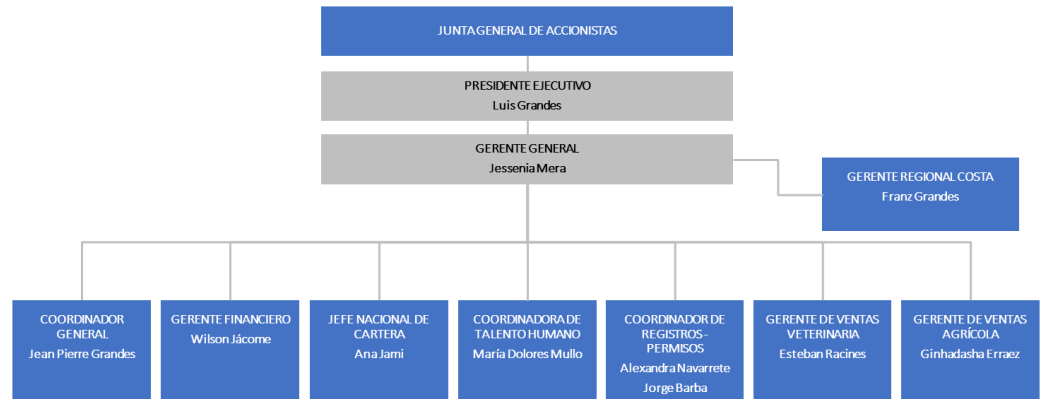 JUNTA GENERAL DE ACCIONISTAS
PRESIDENTE EJECUTIVO
Luis Grandes
GERENTE GENERAL
Jessenia Mera
GERENTE REGIONAL COSTA
Franz Grandes
COORDINADOR
GENERAL
Jean Pierre Grandes
GERENTE FINANCIERO
Wilson Jácome
JEFE NACIONAL DE
CARTERA
Ana Jami
COORDINADORA DE
TALENTO HUMANO
María Dolores Mullo
COORDINADOR DE
REGISTROS-
PERMISOS
Alexandra Navarrete
Jorge Barba
GERENTE DE VENTAS
VETERINARIA
Esteban Racines
GERENTE DE VENTAS
AGRÍCOLA
Ginhadasha Erraez